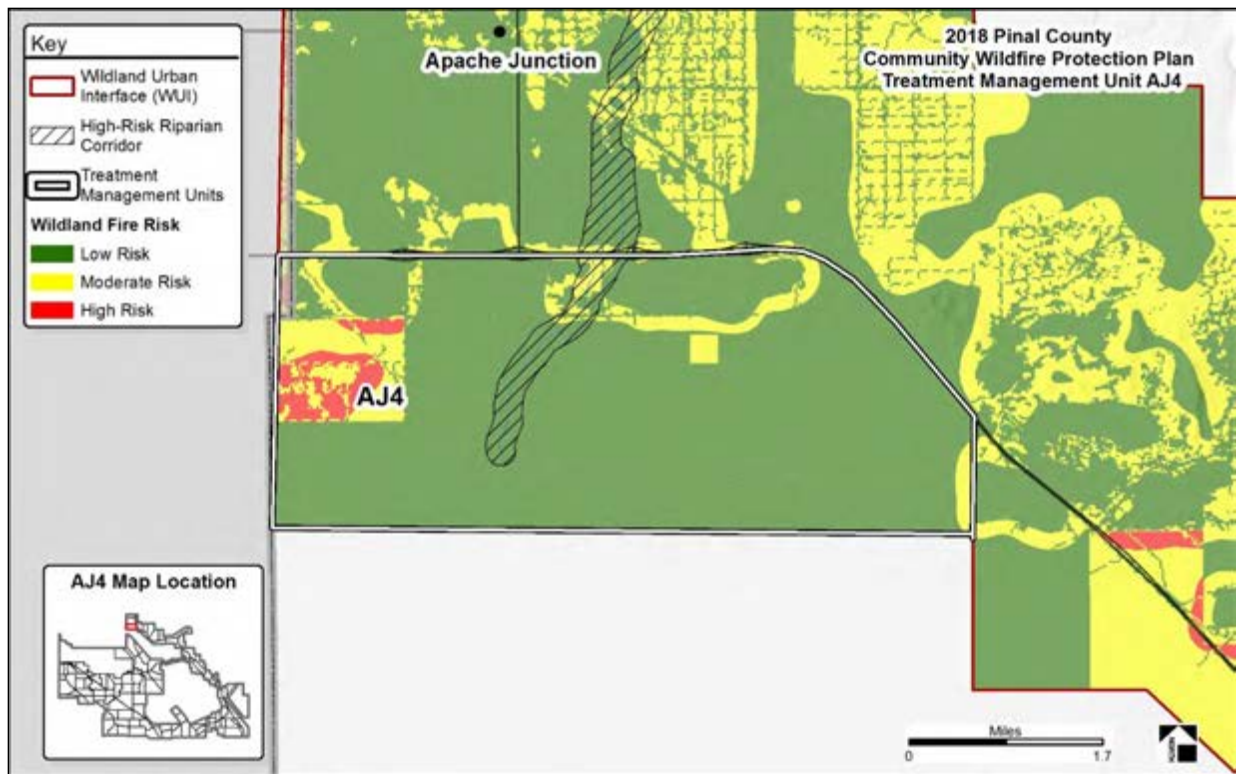 Key
Wildland Urban
Interface (WUI)
High-Risk Riparian
Corridor
Treatment
Management Units
Wildland Fire Risk
Low Risk
Moderate Risk
High Risk
Apache Junction
2018 Pinal County
Community Wildfire Protection Plan
Treatment Management Unit AJ4
AJ4
AJ4 Map Location
Miles
0
1.7